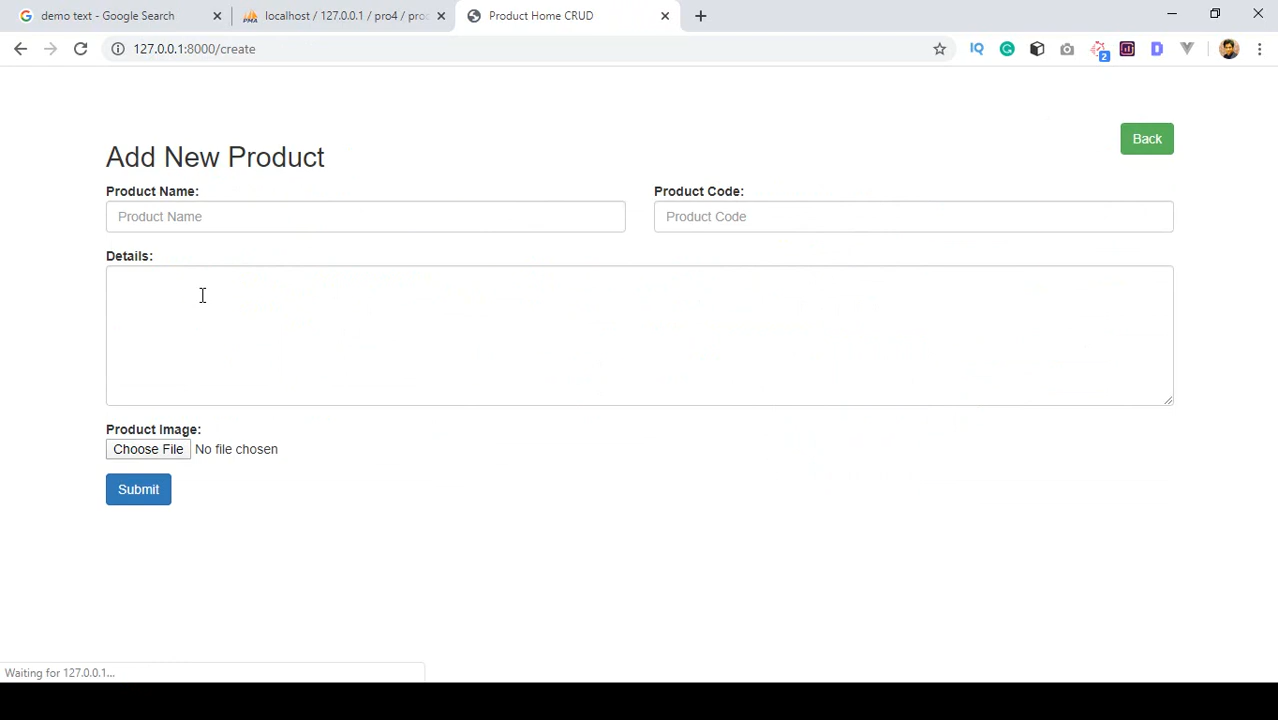 demo text - Google Search
localhost / 127.0.0.1 / pro4 / pro
Product Home CRUD
127.0.0.1:8000/create
IQ
2
Back
Add New Product
Product Name:
Product Code:
Product Name
Product Code
Details:
Product Image:
Choose File No file chosen
Submit
Waiting for 127.0.0.1...